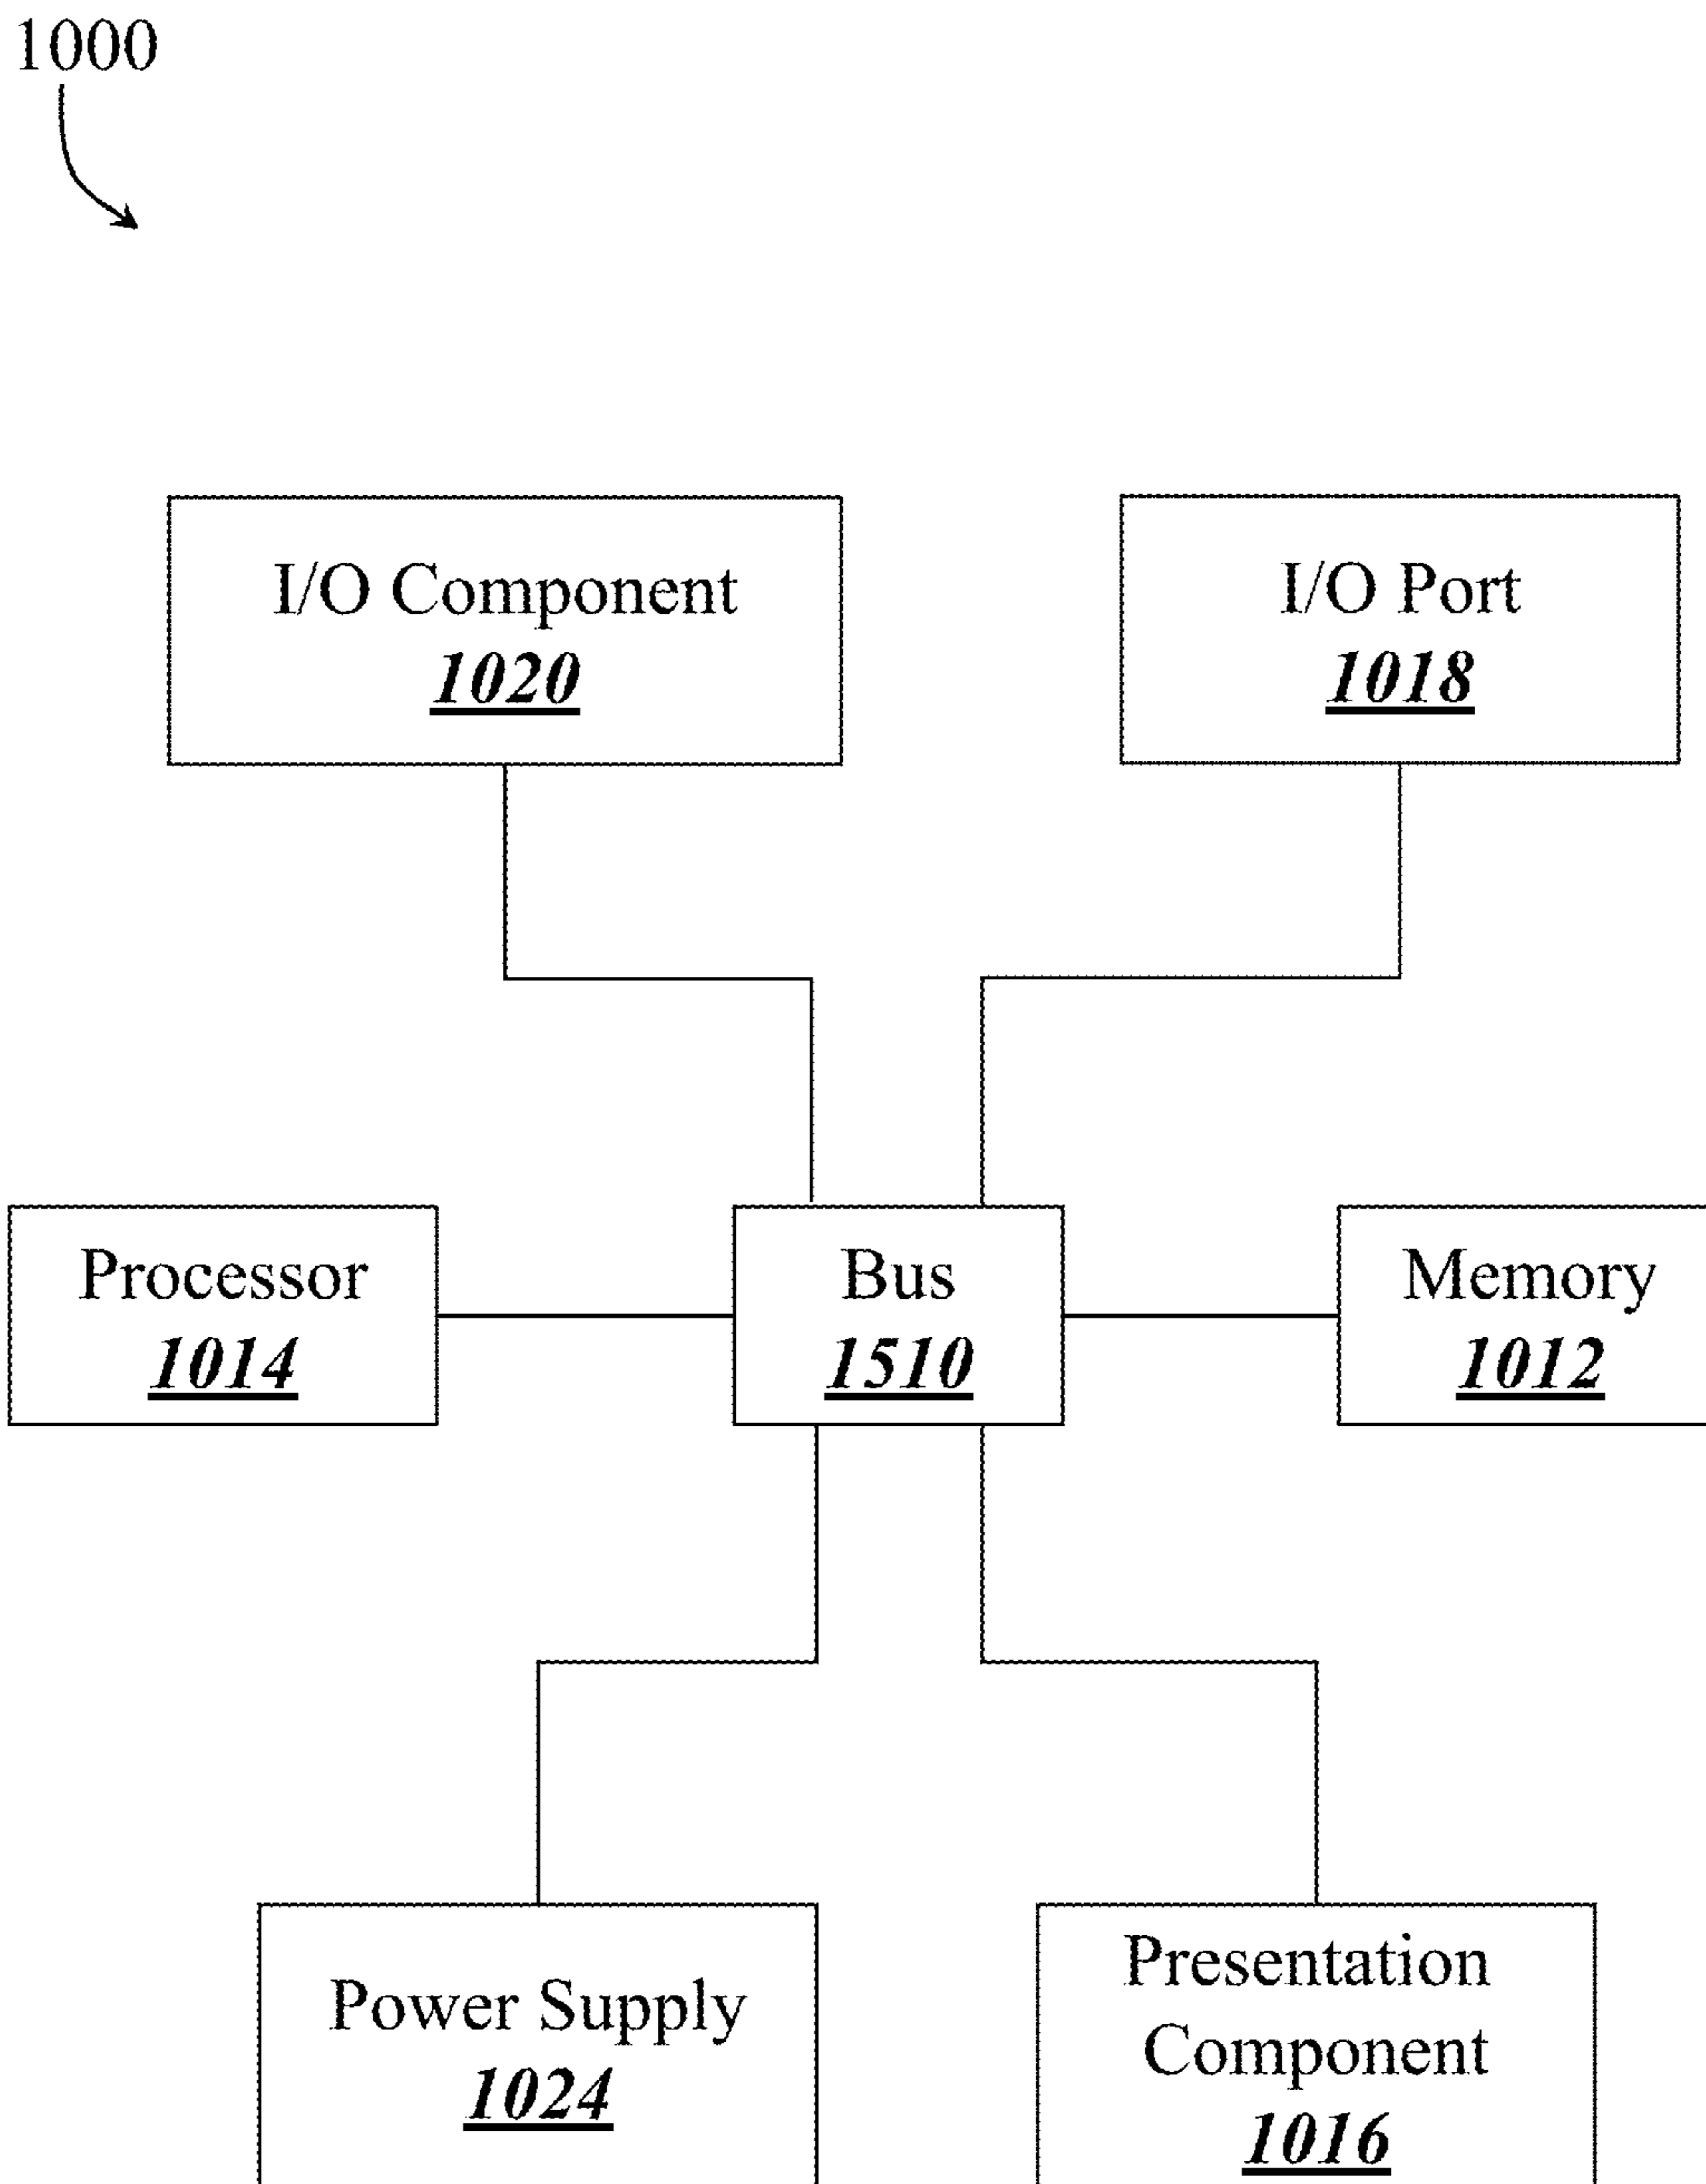 1000
I/O Component
1020
I/O Port
1018
Processor
1014
Bus
1510
Memory
1012
Power Supply
1024
Presentation
Component
1016